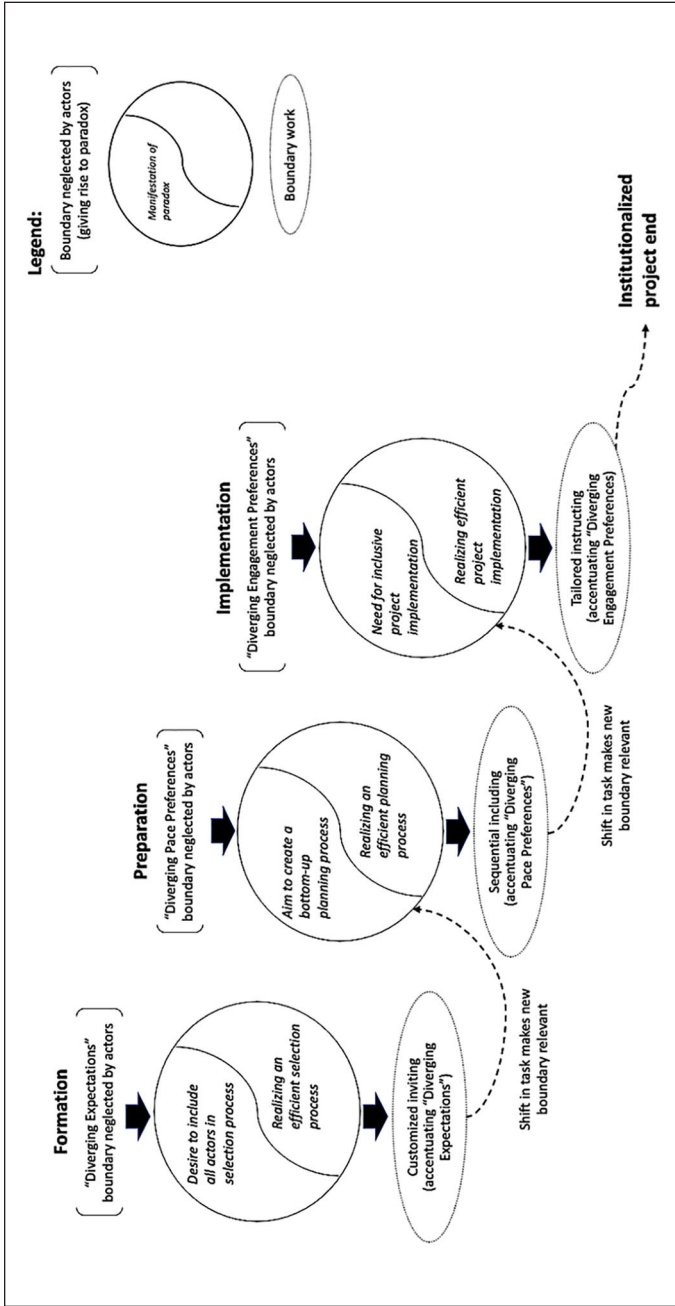 Formation
"Diverging Expectations"
boundary neglected by actors
Desire to include
all actors in
selection process
Realizing an
efficient selection
process
Customized inviting
(accentuating "Diverging
Expectations")
Shift in task makes new
boundary relevant
Preparation
"Diverging Pace Preferences"
boundary neglected by actors
Aim to create a
bottom-up
planning process
Realizing an
efficient planning
process
Sequential including
(accentuating "Diverging
Pace Preferences")
Shift in task makes new
boundary relevant
Implementation
"Diverging Engagement Preferences"
boundary neglected by actors
Need for inclusive
project
implementation
Realizing efficient
project
implementation
Tailored instructing
(accentuating "Diverging
Engagement Preferences)
Institutionalized
project end
Legend:
Boundary neglected by actors
(giving rise to paradox)
Manifestation of
paradox
Boundary work